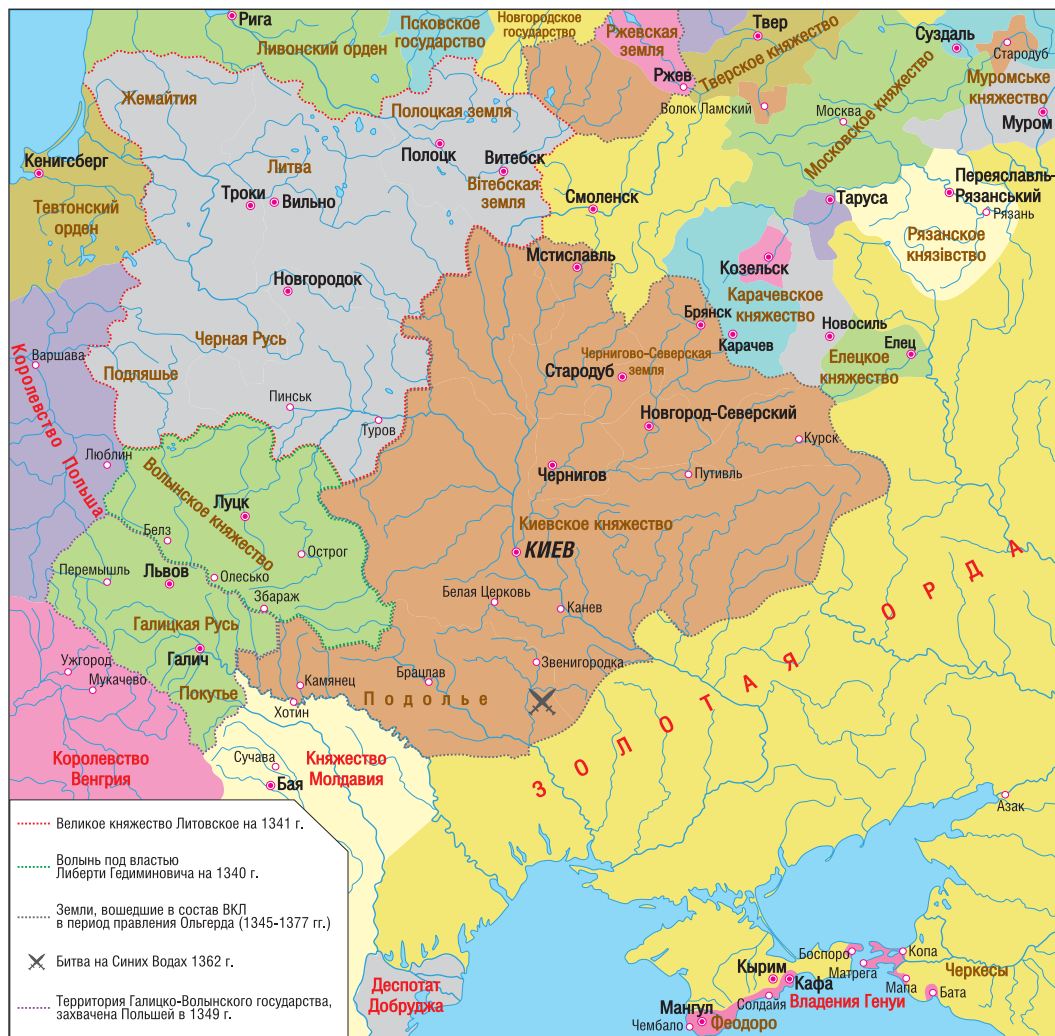 Рига
Ливонский орден
Псковское
государство
Новгородское
государство
Ржевская
земля
Ржев
Твер
Тверское княжество
Волок Ламский
Москва
Московское княжество
Суздаль
Стародуб
Муромське
княжество
Муром
Жемайтия
Полоцкая земля
Полоцк
Витебск
Вітебская
земля
Литва
Троки
Вильно
Кенигсберг
Тевтонский
орден
Смоленск
Таруса
Переяславль-
Рязанський
Рязань
Рязанское
князівство
Мстиславль
Козельск
Карачевское
княжество
Брянск
Карачев
Новосиль
Елец
Елецкое
княжество
Новгородок
Черная Русь
Варшава
Подляшье
Королевство Польша
Чернигово-Северская
земля
Стародуб
Новгород-Северский
Пинськ
Туров
Курск
Люблин
Чернигов
Путивль
Волынское княжество
Луцк
Киевское княжество
КИЕВ
Белз
Острог
Перемышль
Львов
Олесько
Збараж
Белая Церковь
Канев
Галицкая Русь
Галич
Звенигородка
Ужгород
Мукачево
Покутье
Камянец
Брацлав
Хотин
Подолье
ЗОЛОТАЯ ОРДА
Королевство
Венгрия
Сучава
Бая
Княжество
Молдавия
Азак
Великое княжество Литовское на 1341 г.
Волынь под властью
Либерти Гедиминовича на 1340 г.
Земли, вошедшие в состав ВКЛ
в период правления Ольгерда (1345-1377 гг.)
Битва на Синих Водах 1362 г.
Территория Галицко-Волынского государства,
захвачена Польшей в 1349 г.
Деспотат
Добруджа
Боспоро
Копа
Матрега
Черкесы
Кырим
Кафа
Мапа
Бата
Солдайя
Владения Генуи
Мангул
Феодоро
Чембало